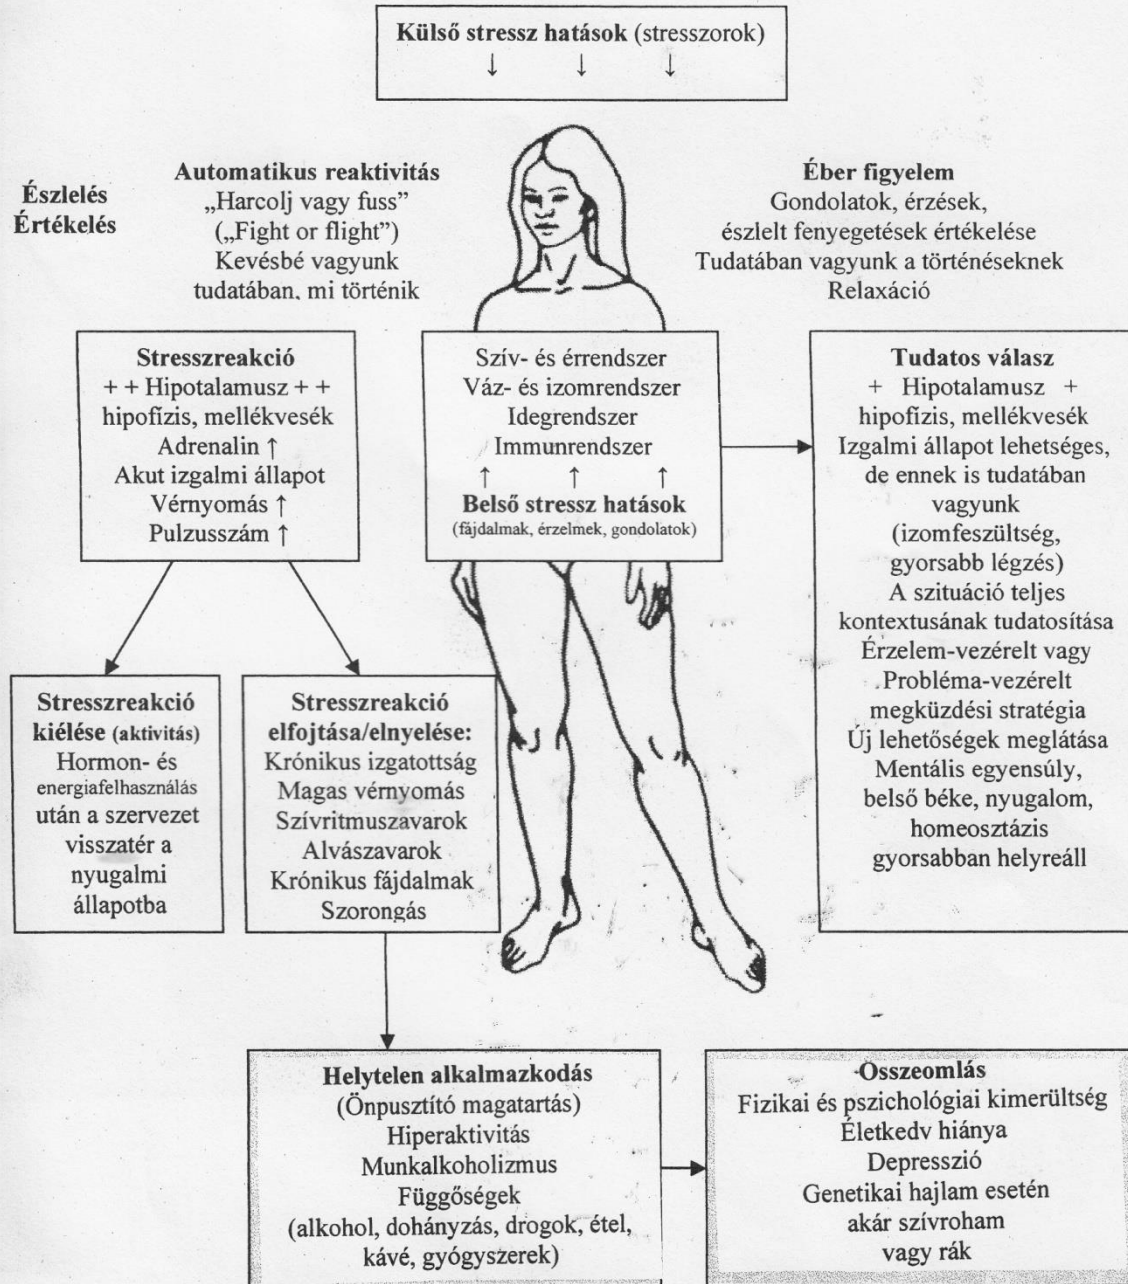 Külső stressz hatások (stresszorok)
↓ ↓ ↓
Észlelés
Értékelés
Automatikus reaktivitás
„Harcolj vagy fuss”
(„Fight or flight”)
Kevésbé vagyunk
tudatában, mi történik
Éber figyelem
Gondolatok, érzések,
észlelt fenyegetések értékelése
Tudatában vagyunk a történéseknek
Relaxáció
Stresszreakció
+ + Hipotalamusz + +
hipofízis, mellékvesék
Adrenalin ↑
Akut izgalmi állapot
Vérnyomás ↑
Pulzusszám ↑
Szív- és érrendszer
Váz- és izomrendszer
Idegrendszer
Immunrendszer
↑ ↑ ↑
Belső stressz hatások
(fájdalmak, érzelmek, gondolatok)
Tudatos válasz
+ Hipotalamusz +
hipofízis, mellékvesék
Izgalmi állapot lehetséges,
de ennek is tudatában
vagyunk
(izomfeszültség,
gyorsabb légzés)
A szituáció teljes
kontextusának tudatosítása
Érzelem-vezérelt vagy
Probléma-vezérelt
megküzdési stratégia
Új lehetőségek meglátása
Mentális egyensúly,
belső béke, nyugalom,
homeosztázis
gyorsabban helyreáll
Stresszreakció
kiélése (aktivitás)
Hormon- és
energiafelhasználás
után a szervezet
visszatér a
nyugalmi
állapotba
Stresszreakció
elfojtása/elnyelése:
Krónikus izgatottság
Magas vérnyomás
Szívritmuszavarok
Alvászavarok
Krónikus fájdalmak
Szorongás
Helytelen alkalmazkodás
(Önpusztító magatartás)
Hiperaktivitás
Munkalkoholizmus
Függőségek
(alkohol, dohányzás, drogok, étel,
kávé, gyógyszerek)
Összeomlás
Fizikai és pszichológiai kimerültség
Életkedv hiánya
Depresszió
Genetikai hajlam esetén
akár szívroham
vagy rák